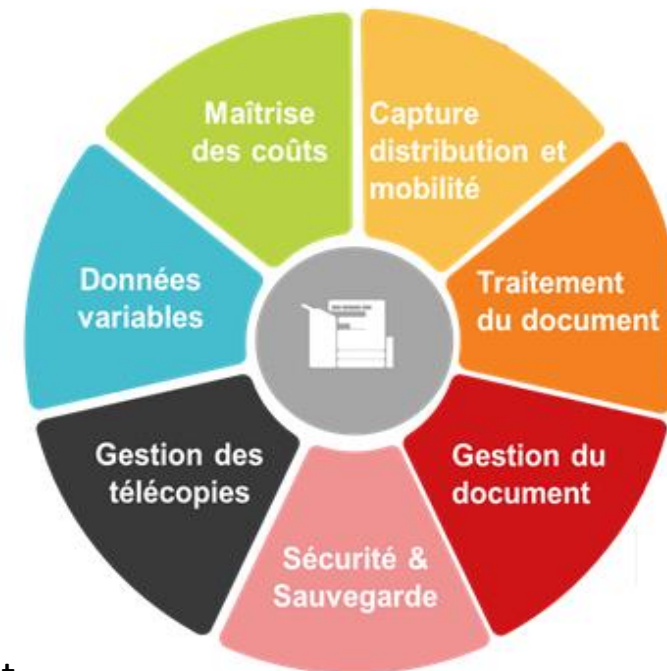 Maîtrise
des coûts
Capture
distribution et
mobilité
Traitement
du document
Gestion du
document
Sécurité &
Sauvegarde
Gestion des
télécopies
Données
variables
t